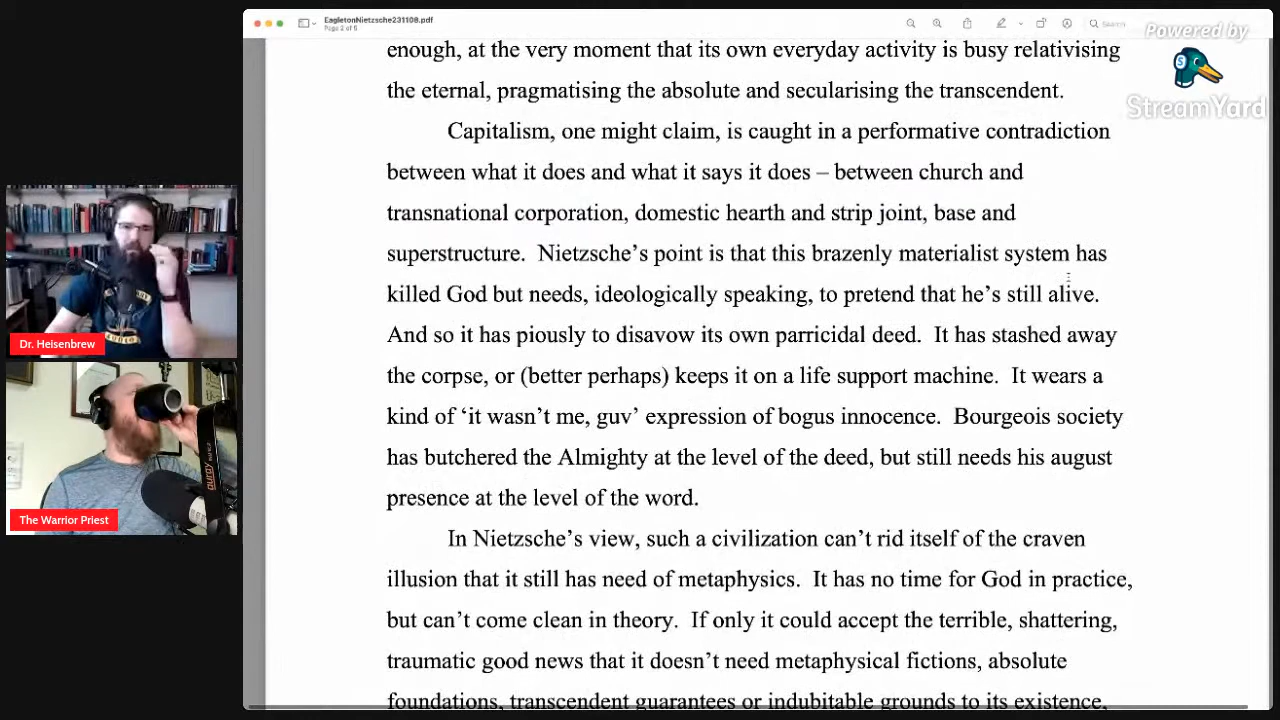 EagletonNietzsche231108.pdf
Page 2 of 6
Search
Powered by
StreamYard
enough, at the very moment that its own everyday activity is busy relativising
the eternal, pragmatising the absolute and secularising the transcendent.
Capitalism, one might claim, is caught in a performative contradiction
between what it does and what it says it does – between church and
transnational corporation, domestic hearth and strip joint, base and
superstructure.  Nietzsche’s point is that this brazenly materialist system has
killed God but needs, ideologically speaking, to pretend that he’s still alive.
And so it has piously to disavow its own parricidal deed.  It has stashed away
the corpse, or (better perhaps) keeps it on a life support machine.  It wears a
kind of ‘it wasn’t me, guv’ expression of bogus innocence.  Bourgeois society
has butchered the Almighty at the level of the deed, but still needs his august
presence at the level of the word.
In Nietzsche’s view, such a civilization can’t rid itself of the craven
illusion that it still has need of metaphysics.  It has no time for God in practice,
but can’t come clean in theory.  If only it could accept the terrible, shattering,
traumatic good news that it doesn’t need metaphysical fictions, absolute
foundations, transcendent guarantees or indubitable grounds to its existence,
Dr. Heisenbrew
The Warrior Priest